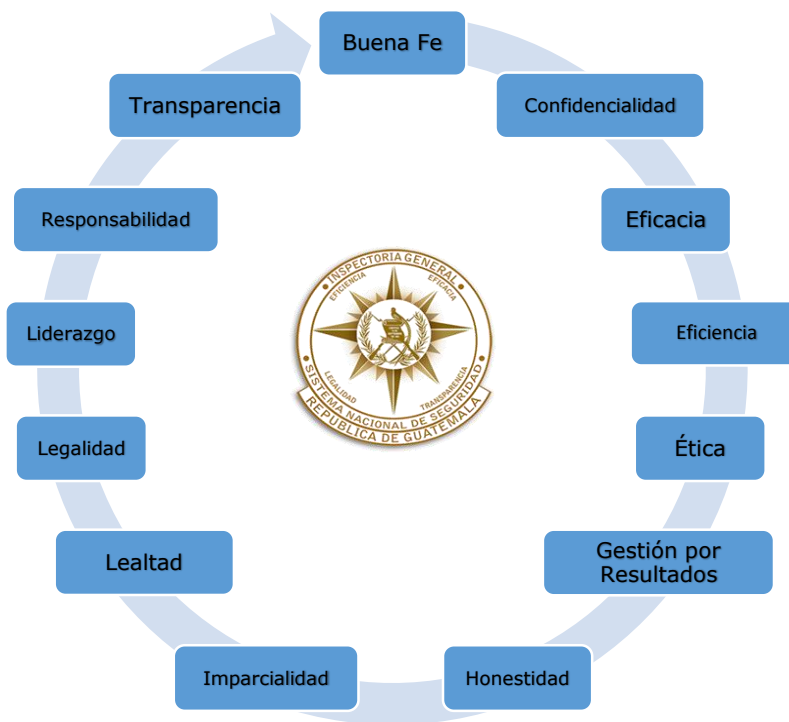 Buena Fe
Confidencialidad
Eficacia
Eficiencia
Ética
Gestión por
Resultados
Honestidad
Imparcialidad
Lealtad
Legalidad
Liderazgo
Responsabilidad
Transparencia
INSPECTORIA GENERAL
EFICIENCIA
EFICACIA
LEGALIDAD
TRANSPARENCIA
SISTEMA NACIONAL DE SEGURIDAD
REPUBLICA DE GUATEMALA